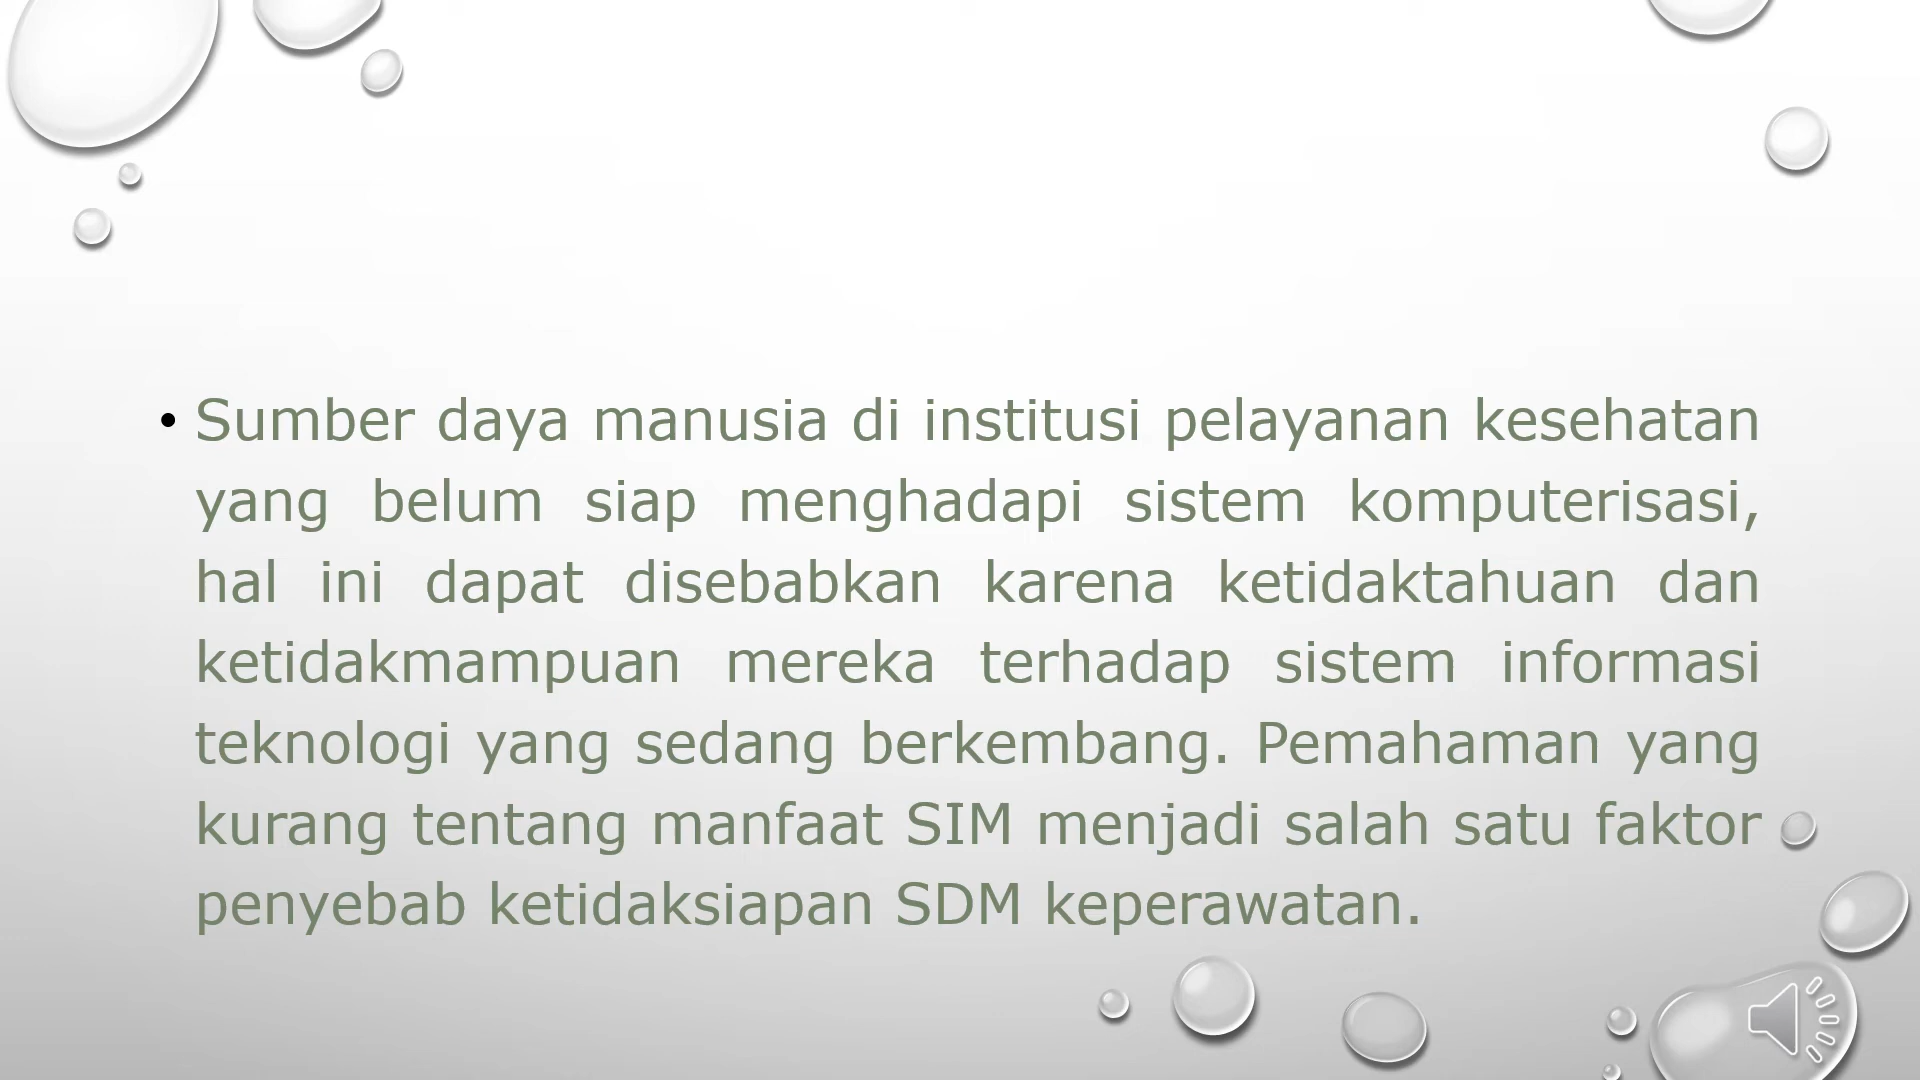 • Sumber daya manusia di institusi pelayanan kesehatan
yang belum siap menghadapi sistem komputerisasi,
hal ini dapat disebabkan karena ketidaktahuan dan
ketidakmampuan mereka terhadap sistem informasi
teknologi yang sedang berkembang. Pemahaman yang
kurang tentang manfaat SIM menjadi salah satu faktor
penyebab ketidaksiapan SDM keperawatan.